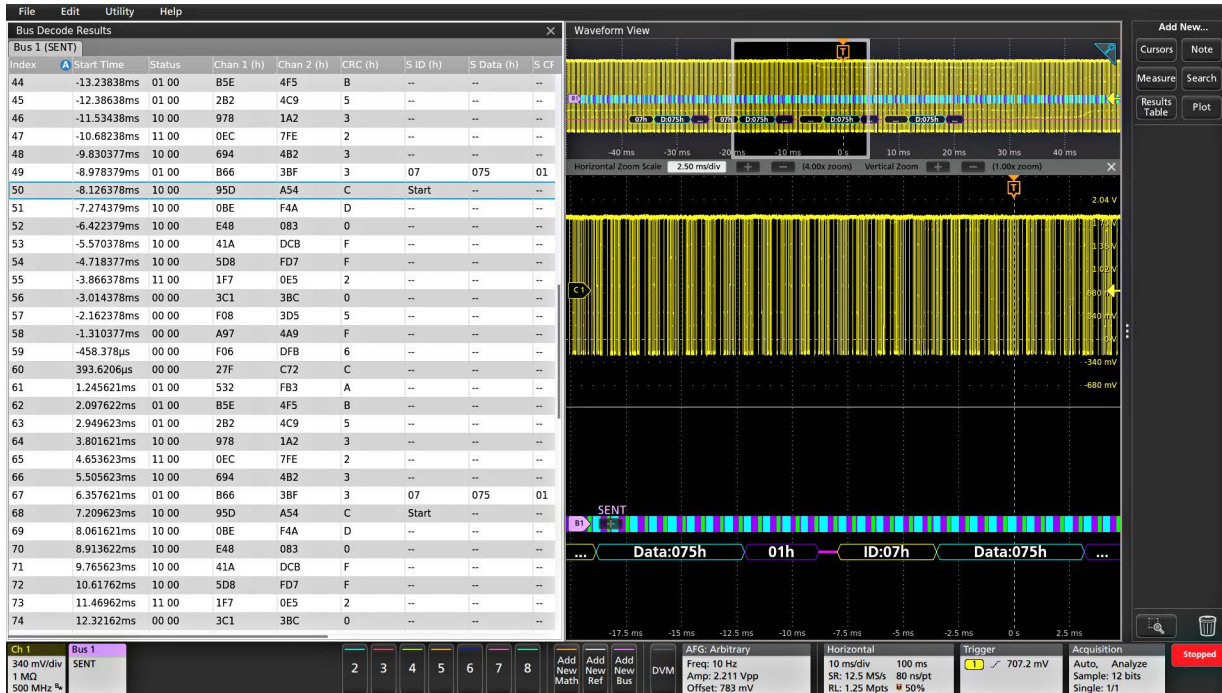 File Edit Utility Help
Bus Decode Results
Bus 1 (SENT)
Index Start Time Status Chan 1 (h) Chan 2 (h) CRC (h) S ID (h) S Data (h) S CF
44 -13.23838ms 01 00 B5E 4F5 B -- -- --
45 -12.38638ms 01 00 2B2 4C9 5 -- -- --
46 -11.53438ms 10 00 978 1A2 3 -- -- --
47 -10.68238ms 11 00 0EC 7FE 2 -- -- --
48 -9.830377ms 10 00 694 4B2 3 -- -- --
49 -8.978379ms 01 00 B66 3BF 3 07 075 01
50 -8.126378ms 10 00 95D A54 C Start -- --
51 -7.274379ms 10 00 0BE F4A D -- -- --
52 -6.422379ms 10 00 E48 083 0 -- -- --
53 -5.570378ms 10 00 41A DCB F -- -- --
54 -4.718377ms 10 00 5D8 FD7 F -- -- --
55 -3.866378ms 11 00 1F7 0E5 2 -- -- --
56 -3.014378ms 00 00 3C1 3BC 0 -- -- --
57 -2.162378ms 00 00 F08 3D5 5 -- -- --
58 -1.310377ms 00 00 A97 4A9 F -- -- --
59 -458.378µs 00 00 F06 DFB 6 -- -- --
60 393.6206µs 00 00 27F C72 C -- -- --
61 1.245621ms 01 00 532 FB3 A -- -- --
62 2.097622ms 01 00 B5E 4F5 B -- -- --
63 2.949623ms 01 00 2B2 4C9 5 -- -- --
64 3.801621ms 10 00 978 1A2 3 -- -- --
65 4.653623ms 11 00 0EC 7FE 2 -- -- --
66 5.505623ms 10 00 694 4B2 3 -- -- --
67 6.357621ms 01 00 B66 3BF 3 07 075 01
68 7.209623ms 10 00 95D A54 C Start -- --
69 8.061621ms 10 00 0BE F4A D -- -- --
70 8.913622ms 10 00 E48 083 0 -- -- --
71 9.765623ms 10 00 41A DCB F -- -- --
72 10.61762ms 10 00 5D8 FD7 F -- -- --
73 11.46962ms 11 00 1F7 0E5 2 -- -- --
74 12.32162ms 00 00 3C1 3BC 0 -- -- --
Waveform View
T
07h D:075h ... 07h D:075h ... ... D:075h ... D:075h ...
-40 ms -30 ms -20 ms -10 ms 0 s 10 ms 20 ms 30 ms 40 ms
Horizontal Zoom Scale 2.50 ms/div (4.00x zoom) Vertical Zoom (1.00x zoom)
T
2.04 V
1.36 V
1.02 V
C1
680 mV
340 mV
0 V
-340 mV
-680 mV
SENT
B1
... Data:075h 01h ID:07h Data:075h ...
-17.5 ms -15 ms -12.5 ms -10 ms -7.5 ms -5 ms -2.5 ms 0 s 2.5 ms
Add New...
Cursors Note
Measure Search
Results Table Plot
Ch 1
340 mV/div
1 MΩ
500 MHz
Bus 1
SENT
2 3 4 5 6 7 8
Add New Math
Add New Ref
Add New Bus
DVM
AFG: Arbitrary
Freq: 10 Hz
Amp: 2.211 Vpp
Offset: 783 mV
Horizontal
10 ms/div 100 ms
SR: 12.5 MS/s 80 ns/pt
RL: 1.25 Mpts 50%
Trigger
1 707.2 mV
Acquisition
Auto, Analyze
Sample: 12 bits
Single: 1/1
Stopped